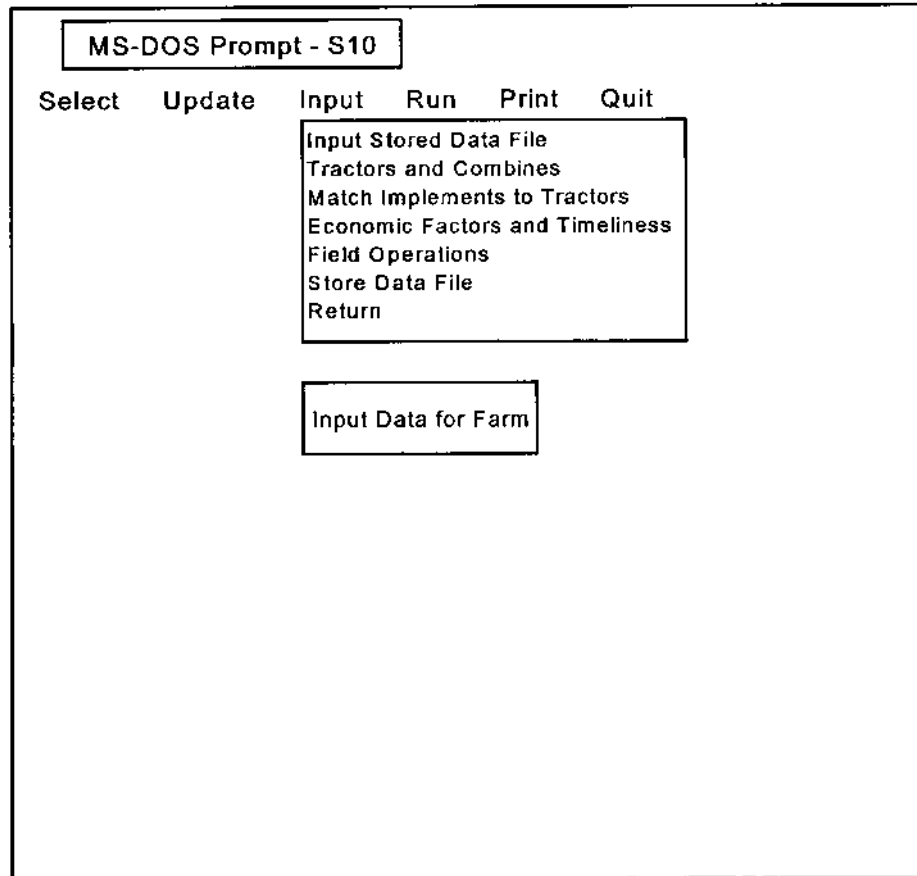 MS-DOS Prompt - S10
Select Update Input Run Print Quit
Input Stored Data File
Tractors and Combines
Match Implements to Tractors
Economic Factors and Timeliness
Field Operations
Store Data File
Return
Input Data for Farm